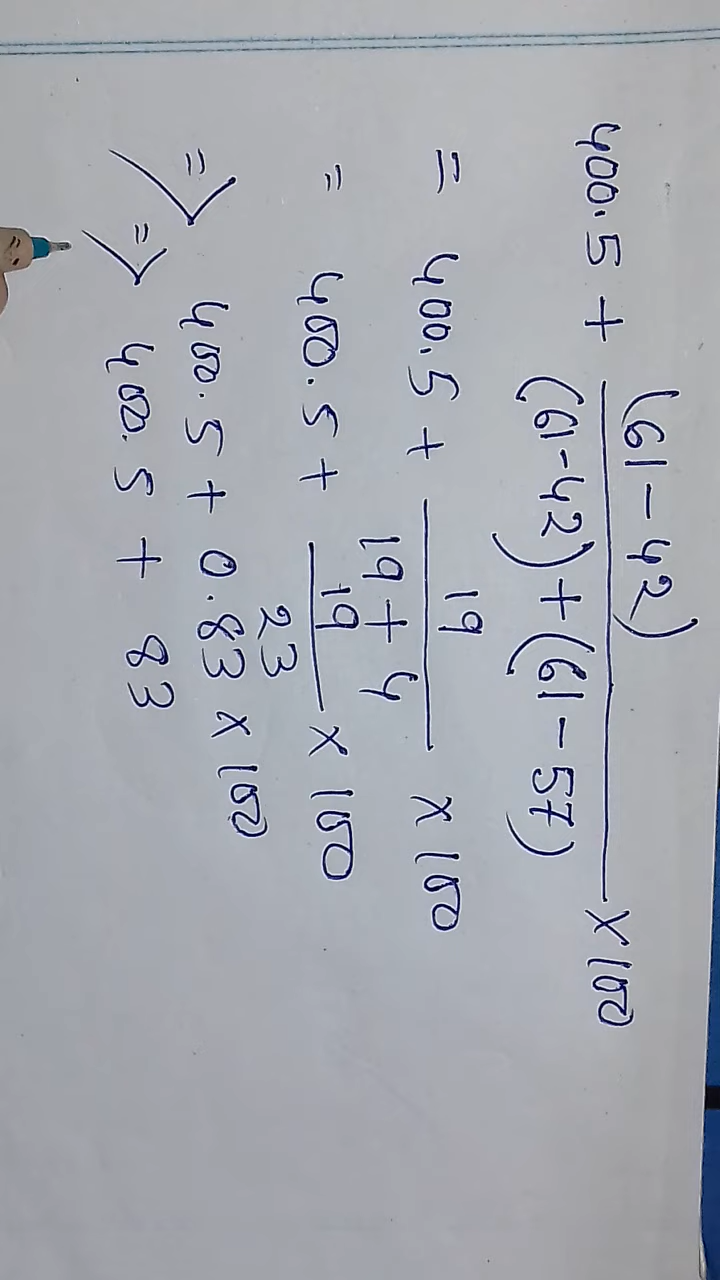 400.5 + (61 - 42) / (61 - 42) + (61 - 57) × 100
= 400.5 + 19 / 19 + 4 × 100
= 400.5 + 19 / 23 × 100
= 400.5 + 0.83 × 100
= 400.5 + 83